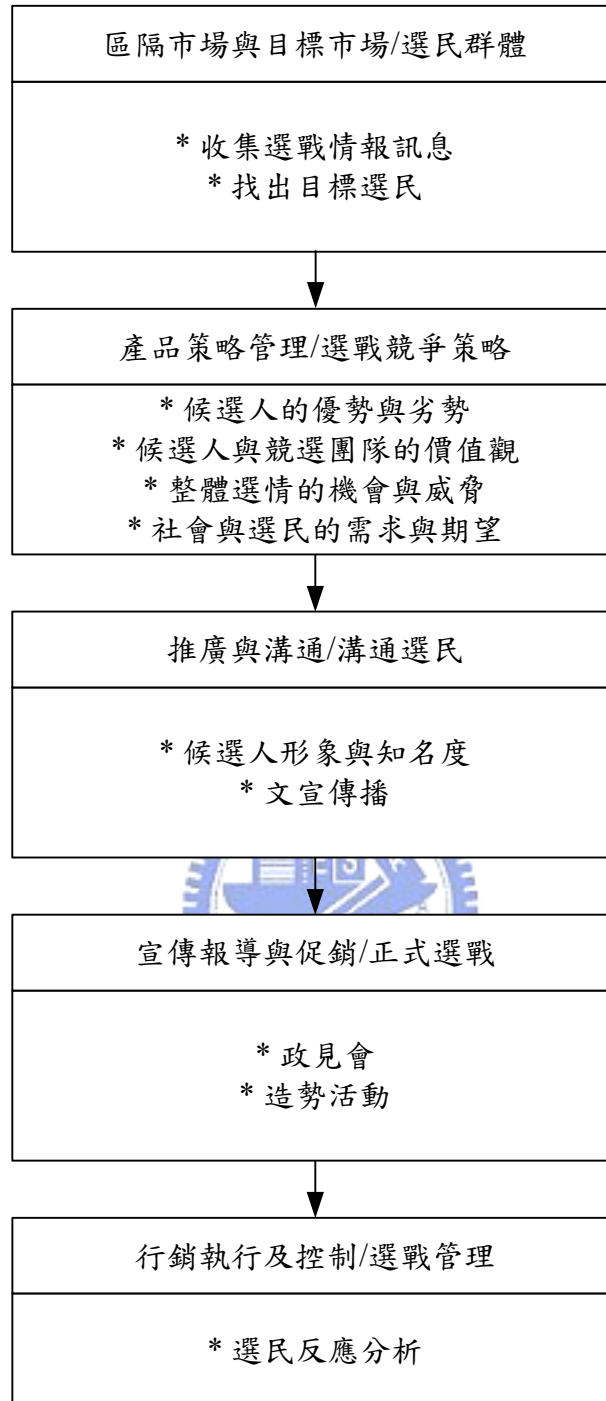 區隔市場與目標市場/選民群體
* 收集選戰情報訊息
* 找出目標選民
產品策略管理/選戰競爭策略
* 候選人的優勢與劣勢
* 候選人與競選團隊的價值觀
* 整體選情的機會與威脅
* 社會與選民的需求與期望
推廣與溝通/溝通選民
* 候選人形象與知名度
* 文宣傳播
宣傳報導與促銷/正式選戰
* 政見會
* 造勢活動
行銷執行及控制/選戰管理
* 選民反應分析